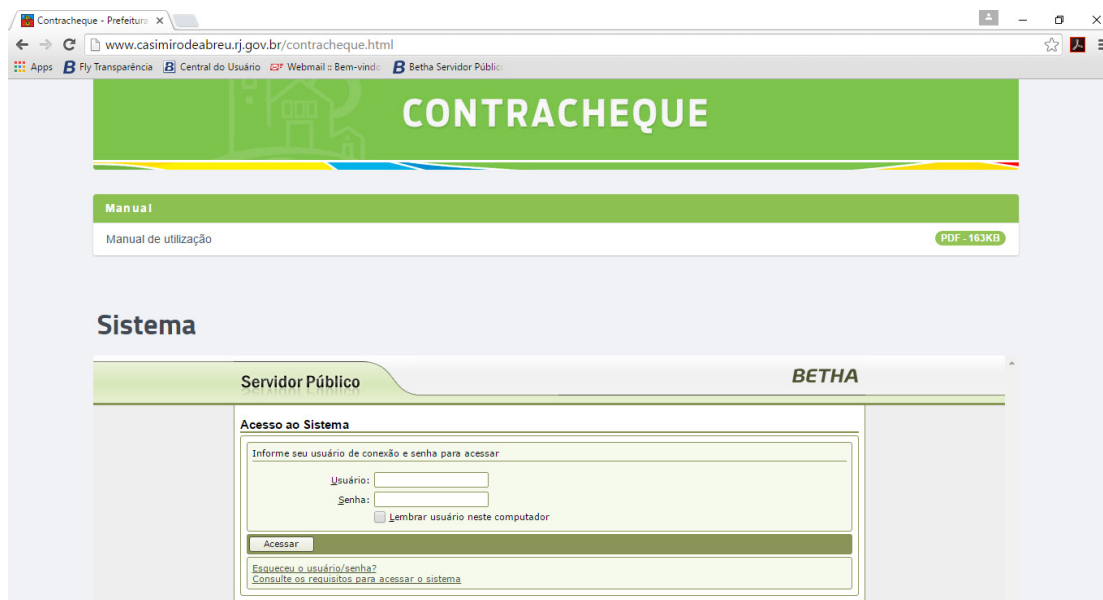 Contracheque - Prefeitura
www.casimirodeabreu.rj.gov.br/contracheque.html
Apps Fly Transparência Central do Usuário Webmail :: Bem-vindo Betha Servidor Públic
CONTRACHEQUE
Manual
Manual de utilização PDF - 163KB
Sistema
Servidor Público BETHA
Acesso ao Sistema
Informe seu usuário de conexão e senha para acessar
Usuário:
Senha:
Lembrar usuário neste computador
Acessar
Esqueceu o usuário/senha?
Consulte os requisitos para acessar o sistema